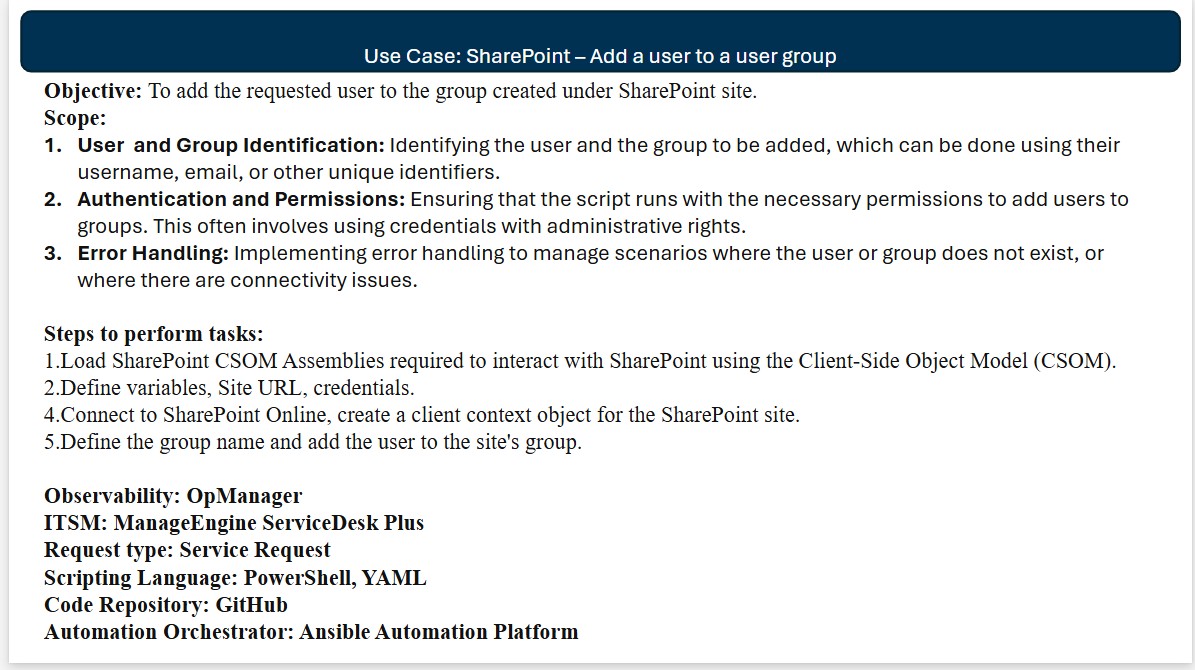 Use Case: SharePoint – Add a user to a user group
Objective: To add the requested user to the group created under SharePoint site.
Scope:
1. User and Group Identification: Identifying the user and the group to be added, which can be done using their
username, email, or other unique identifiers.
2. Authentication and Permissions: Ensuring that the script runs with the necessary permissions to add users to
groups. This often involves using credentials with administrative rights.
3. Error Handling: Implementing error handling to manage scenarios where the user or group does not exist, or
where there are connectivity issues.
Steps to perform tasks:
1.Load SharePoint CSOM Assemblies required to interact with SharePoint using the Client-Side Object Model (CSOM).
2.Define variables, Site URL, credentials.
4.Connect to SharePoint Online, create a client context object for the SharePoint site.
5.Define the group name and add the user to the site's group.
Observability: OpManager
ITSM: ManageEngine ServiceDesk Plus
Request type: Service Request
Scripting Language: PowerShell, YAML
Code Repository: GitHub
Automation Orchestrator: Ansible Automation Platform